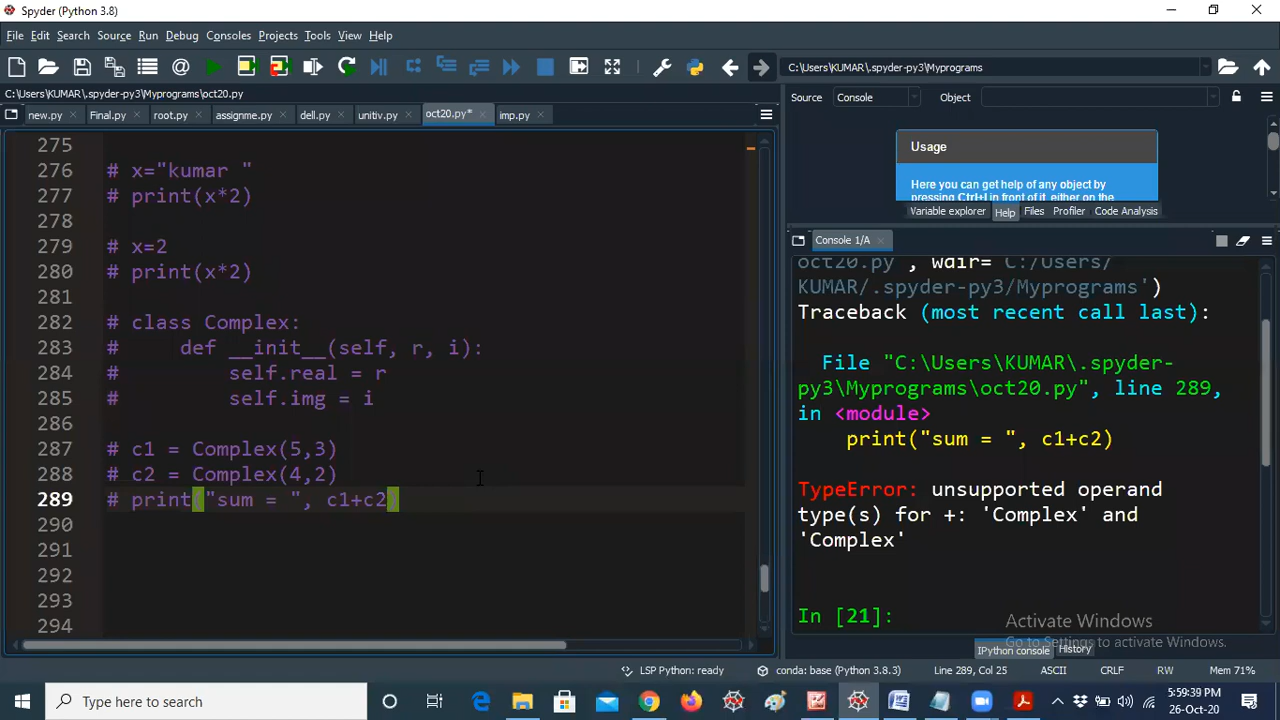 Spyder (Python 3.8)
File Edit Search Source Run Debug Consoles Projects Tools View Help
C:\Users\KUMAR\.spyder-py3\Myprograms
C:\Users\KUMAR\.spyder-py3\Myprograms\oct20.py
Source Console Object
new.py Final.py root.py assignme.py dell.py unitiv.py oct20.py* imp.py
Usage
Here you can get help of any object by
pressing Ctrl+I in front of it, either on the
Variable explorer Help Files Profiler Code Analysis
275
276 # x="kumar "
277 # print(x*2)
278
279 # x=2
280 # print(x*2)
281
282 # class Complex:
283 #     def __init__(self, r, i):
284 #         self.real = r
285 #         self.img = i
286
287 # c1 = Complex(5,3)
288 # c2 = Complex(4,2)
289 # print("sum = ", c1+c2)
290
291
292
293
294
Console 1/A
oct20.py', wdir='C:/Users/
KUMAR/.spyder-py3/Myprograms')
Traceback (most recent call last):
File "C:\Users\KUMAR\.spyder-
py3\Myprograms\oct20.py", line 289,
in <module>
print("sum = ", c1+c2)
TypeError: unsupported operand
type(s) for +: 'Complex' and
'Complex'
In [21]:
Activate Windows
Go to Settings to activate Windows.
IPython console History
LSP Python: ready conda: base (Python 3.8.3) Line 289, Col 25 ASCII CRLF RW Mem 71%
Type here to search
5:59:39 PM
26-Oct-20